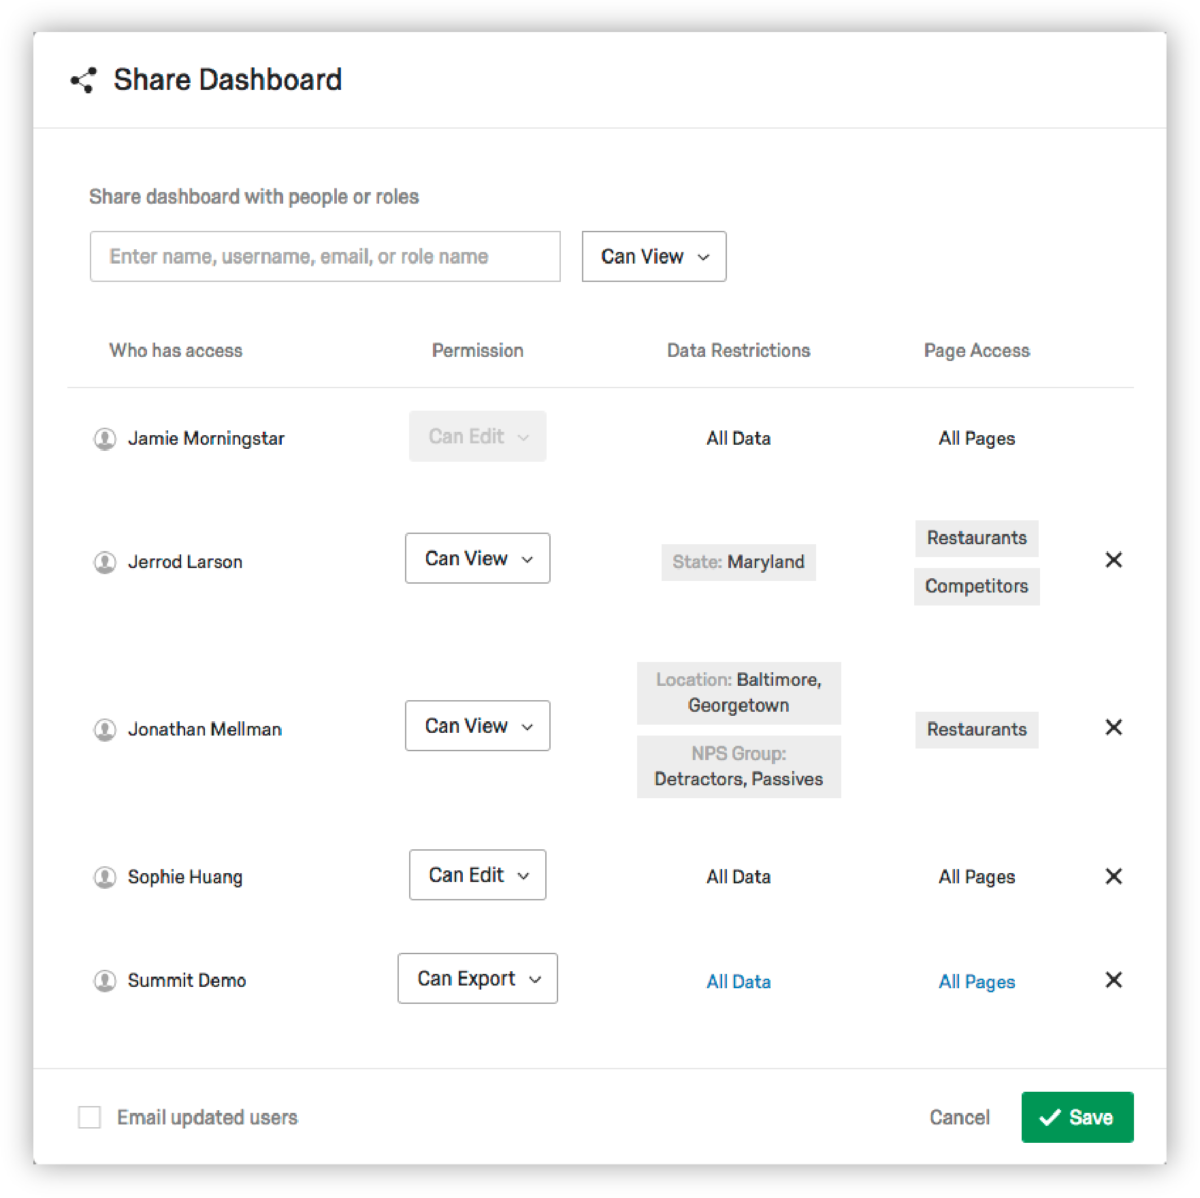 Share Dashboard
Share dashboard with people or roles
Enter name, username, email, or role name
Can View
Who has access
Permission
Data Restrictions
Page Access
Jamie Morningstar
Can Edit
All Data
All Pages
Jerrod Larson
Can View
State: Maryland
Restaurants
Competitors
Jonathan Mellman
Can View
Location: Baltimore,
Georgetown
NPS Group:
Detractors, Passives
Restaurants
Sophie Huang
Can Edit
All Data
All Pages
Summit Demo
Can Export
All Data
All Pages
Email updated users
Cancel
Save